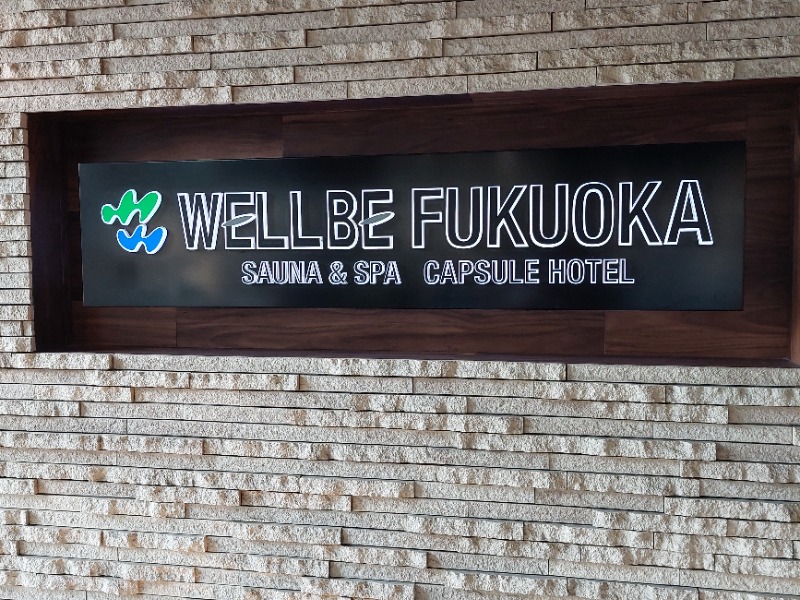 WELLBE FUKUOKA
SAUNA & SPA CAPSULE HOTEL